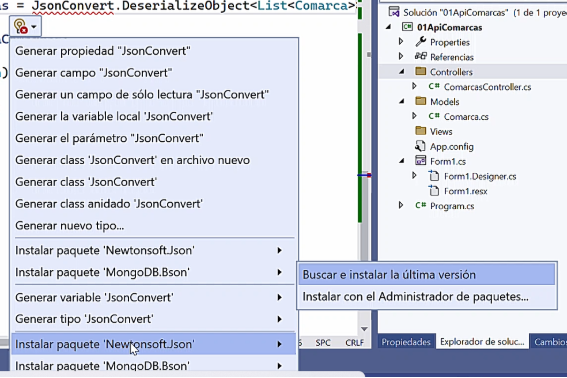 = JsonConvert.DeserializeObject<List<Comarca>
Generar propiedad "JsonConvert"
Generar campo "JsonConvert"
Generar un campo de sólo lectura "JsonConvert"
Generar la variable local 'JsonConvert'
Generar el parámetro "JsonConvert"
Generar class 'JsonConvert' en archivo nuevo
Generar class 'JsonConvert'
Generar class anidado 'JsonConvert'
Generar nuevo tipo...
Instalar paquete 'Newtonsoft.Json'
Instalar paquete 'MongoDB.Bson'
Generar variable 'JsonConvert'
Generar tipo 'JsonConvert'
Instalar paquete 'Newtonsoft.Json'
Instalar paquete 'MongoDB.Bson'
Buscar e instalar la última versión
Instalar con el Administrador de paquetes...
SPC
CRLF
Solución "01ApiComarcas" (1 de 1 proye
C# 01ApiComarcas
Properties
Referencias
Controllers
C# ComarcasController.cs
Models
C# Comarca.cs
Views
App.config
Form1.cs
Form1.Designer.cs
Form1.resx
C# Program.cs
Propiedades
Explorador de soluc...
Cambios